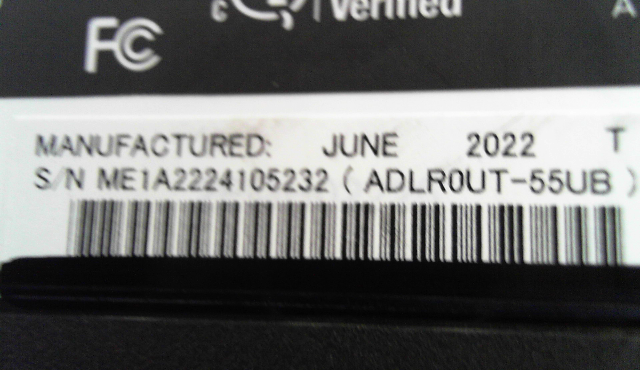 Verified
A
FC
MANUFACTURED: JUNE 2022 T
S/N ME1A2224105232 ( ADLR0UT-55UB )